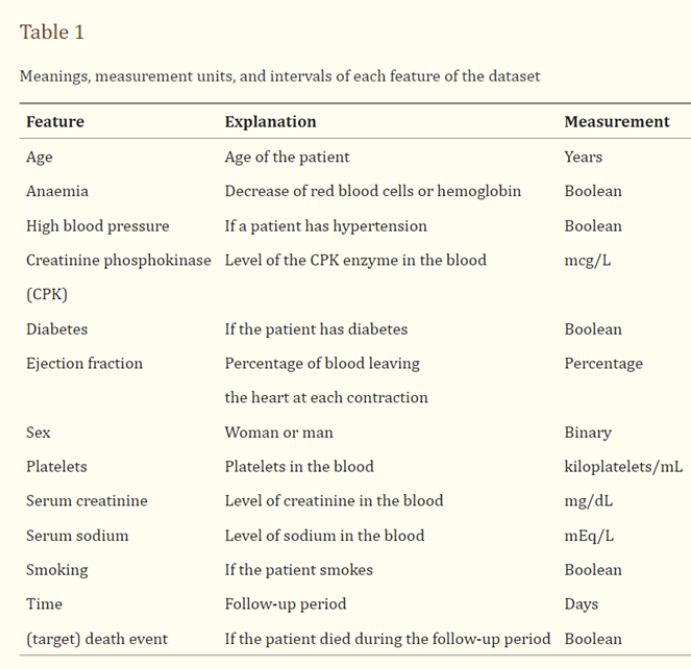 Table 1
Meanings, measurement units, and intervals of each feature of the dataset
Feature Explanation Measurement
Age Age of the patient Years
Anaemia Decrease of red blood cells or hemoglobin Boolean
High blood pressure If a patient has hypertension Boolean
Creatinine phosphokinase Level of the CPK enzyme in the blood mcg/L
(CPK)
Diabetes If the patient has diabetes Boolean
Ejection fraction Percentage of blood leaving Percentage
the heart at each contraction
Sex Woman or man Binary
Platelets Platelets in the blood kiloplatelets/mL
Serum creatinine Level of creatinine in the blood mg/dL
Serum sodium Level of sodium in the blood mEq/L
Smoking If the patient smokes Boolean
Time Follow-up period Days
(target) death event If the patient died during the follow-up period Boolean